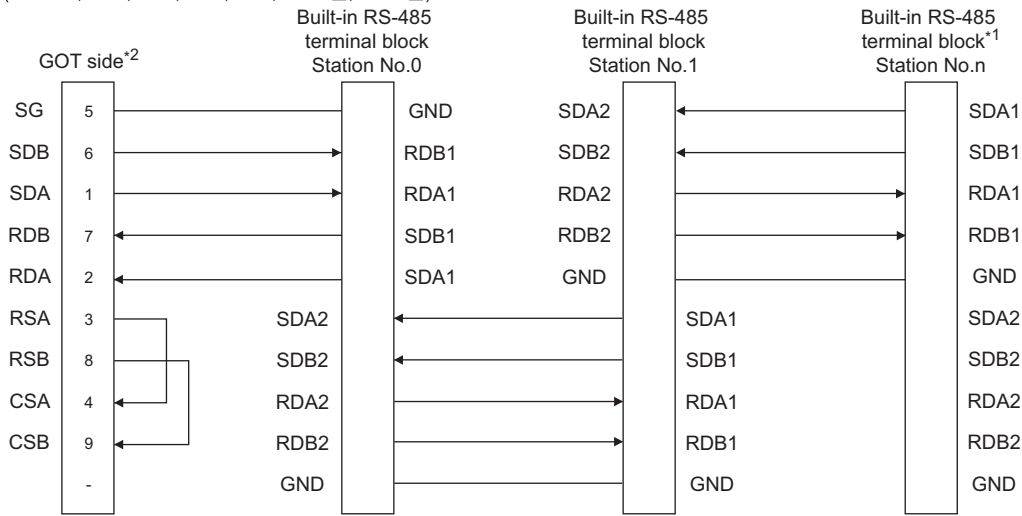 Built-in RS-485 Built-in RS-485 Built-in RS-485
terminal block terminal block terminal block*1
GOT side*2 Station No.0 Station No.1 Station No.n
SG 5 GND SDA2 SDA1
SDB 6 RDB1 SDB2 SDB1
SDA 1 RDA1 RDA2 RDA1
RDB 7 SDB1 RDB2 RDB1
RDA 2 SDA1 GND GND
RSA 3 SDA2 SDA1 SDA2
RSB 8 SDB2 SDB1 SDB2
CSA 4 RDA2 RDA1 RDA2
CSB 9 RDB2 RDB1 RDB2
- GND GND GND